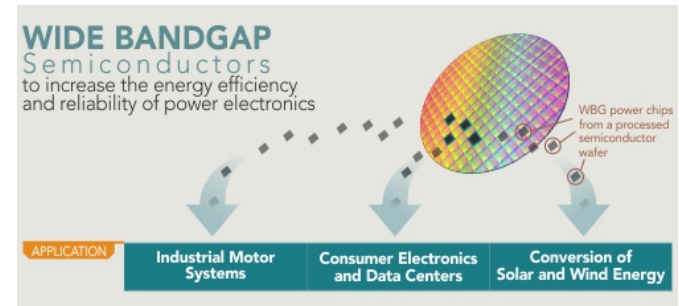 WIDE BANDGAP
Semiconductors
to increase the energy efficiency
and reliability of power electronics
WBG power chips
from a processed
semiconductor
wafer
APPLICATION
Industrial Motor
Systems
Consumer Electronics
and Data Centers
Conversion of
Solar and Wind Energy